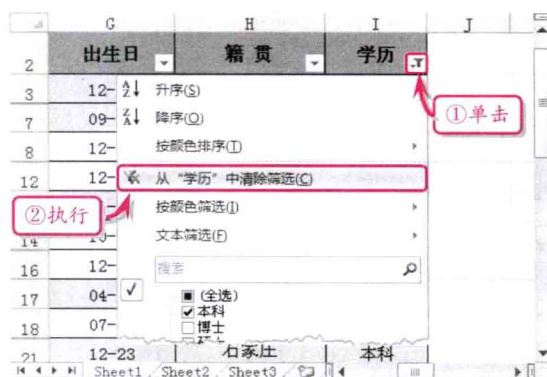 G H I J
2 出生日 籍 贯 学历
3 12- 升序(S)
①单击
7 09- 降序(O)
8 12- 按颜色排序(T)
12 12- 从“学历”中清除筛选(C)
②执行
按颜色筛选(I)
14 文本筛选(F)
16 12- 搜索
17 04- (全选)
本科
18 07- 博士
21 12-23 石家庄 本科
Sheet1 Sheet2 Sheet3